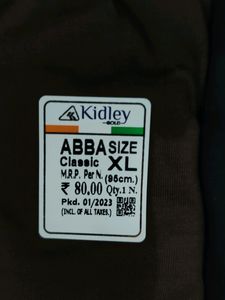 Kidley
GOLD
ABBA SIZE
Classic XL
M.R.P. Per N. (95cm.)
₹ 80.00 Qty.1 N.
Pkd. 01/2023
(INCL. OF ALL TAXES.)